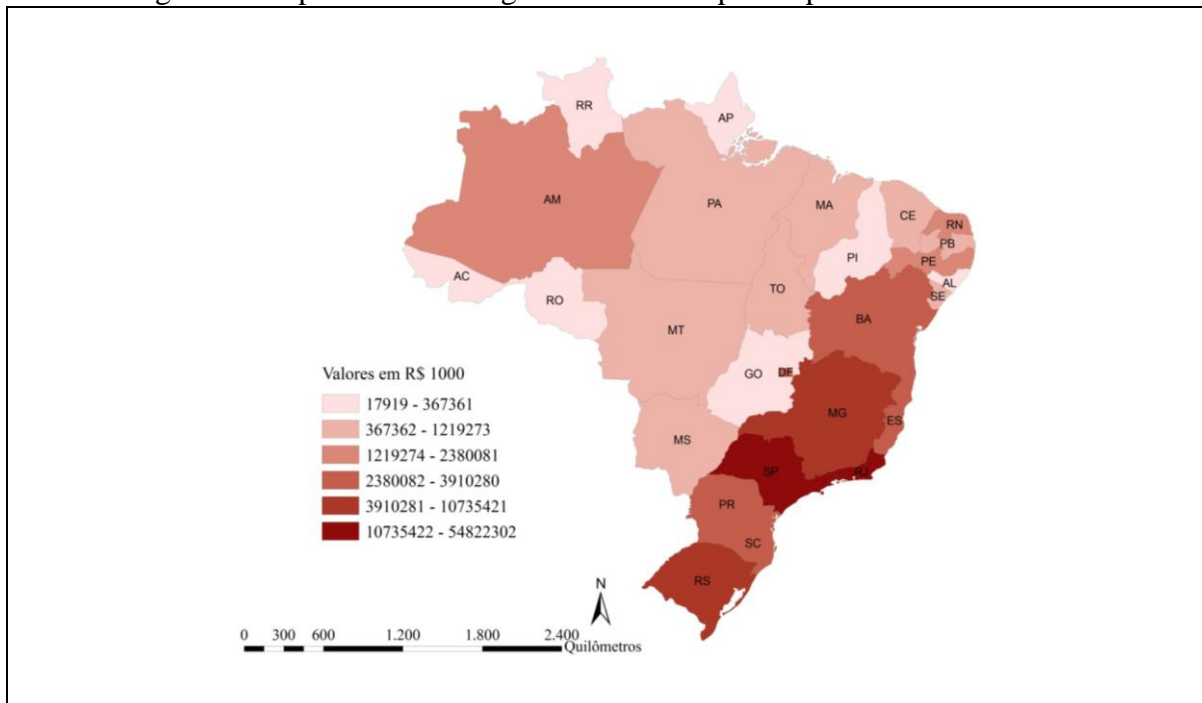 RR
AP
AM
PA
MA
CE
RN
PB
PE
PI
AL
SE
AC
RO
TO
BA
MT
GO
DF
MG
ES
MS
SP
RJ
PR
SC
RS
Valores em R$ 1000
17919 - 367361
367362 - 1219273
1219274 - 2380081
2380082 - 3910280
3910281 - 10735421
10735422 - 54822302
N
0 300 600 1.200 1.800 2.400
Quilômetros